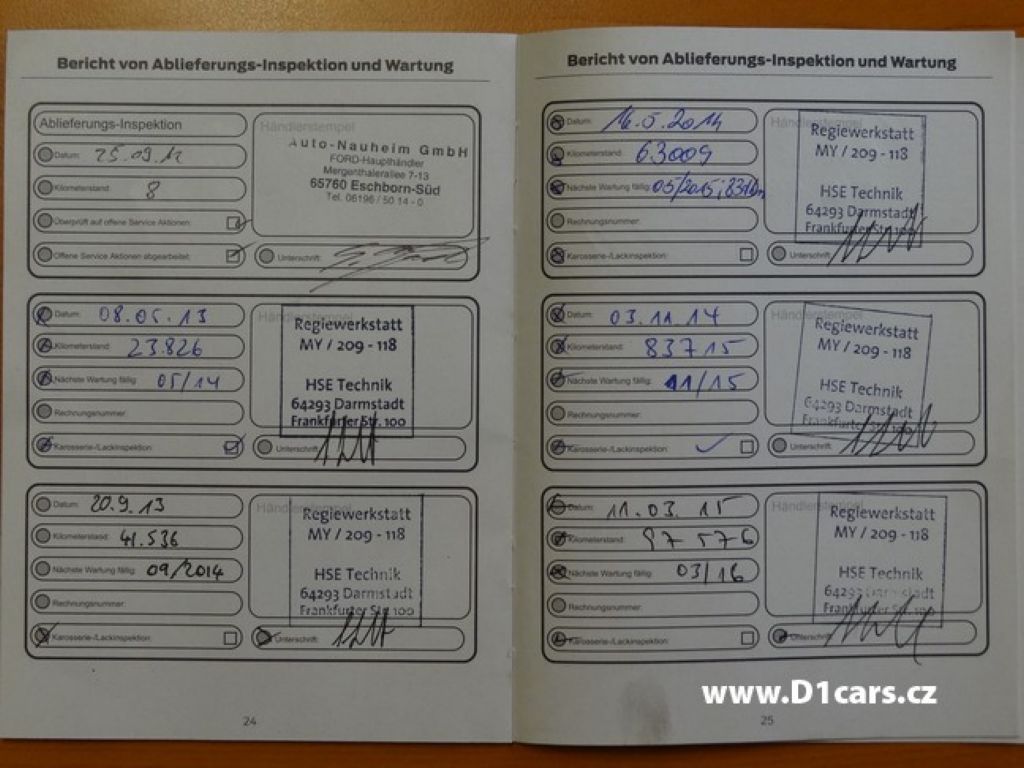 Bericht von Ablieferungs-Inspektion und Wartung
Ablieferungs-Inspektion
Datum: 25.09.12
Kilometerstand: 8
Überprüft auf offene Service Aktionen:
Offene Service Aktionen abgearbeitet:
Händlerstempel
Auto-Nauheim GmbH
FORD-Haupthändler
Mergenthalerallee 7-13
65760 Eschborn-Süd
Tel. 06196 / 50 14 - 0
Unterschrift:
Datum: 08.05.13
Kilometerstand: 23.826
Nächste Wartung fällig: 05/14
Rechnungsnummer:
Karosserie-/Lackinspektion:
Händlerstempel
Regiewerkstatt
MY / 209 - 118
HSE Technik
64293 Darmstadt
Frankfurter Str. 100
Unterschrift:
Datum: 20.9.13
Kilometerstand: 41.536
Nächste Wartung fällig: 09/2014
Rechnungsnummer:
Karosserie-/Lackinspektion:
Händlerstempel
Regiewerkstatt
MY / 209 - 118
HSE Technik
64293 Darmstadt
Frankfurter Str. 100
Unterschrift:
24
Bericht von Ablieferungs-Inspektion und Wartung
Datum: 14.5.2014
Kilometerstand: 63009
Nächste Wartung fällig: 05/2015;
Rechnungsnummer:
Karosserie-/Lackinspektion:
Händlerstempel
Regiewerkstatt
MY / 209 - 118
HSE Technik
64293 Darmstadt
Frankfurter Str. 100
Unterschrift:
Datum: 03.11.14
Kilometerstand: 83715
Nächste Wartung fällig: 11/15
Rechnungsnummer:
Karosserie-/Lackinspektion:
Händlerstempel
Regiewerkstatt
MY / 209 - 118
HSE Technik
64293 Darmstadt
Frankfurter Str. 100
Unterschrift:
Datum: 11.03.15
Kilometerstand: 97576
Nächste Wartung fällig: 03/16
Rechnungsnummer:
Karosserie-/Lackinspektion:
Händlerstempel
Regiewerkstatt
MY / 209 - 118
HSE Technik
64293 Darmstadt
Frankfurter Str. 100
Unterschrift:
www.D1cars.cz
25